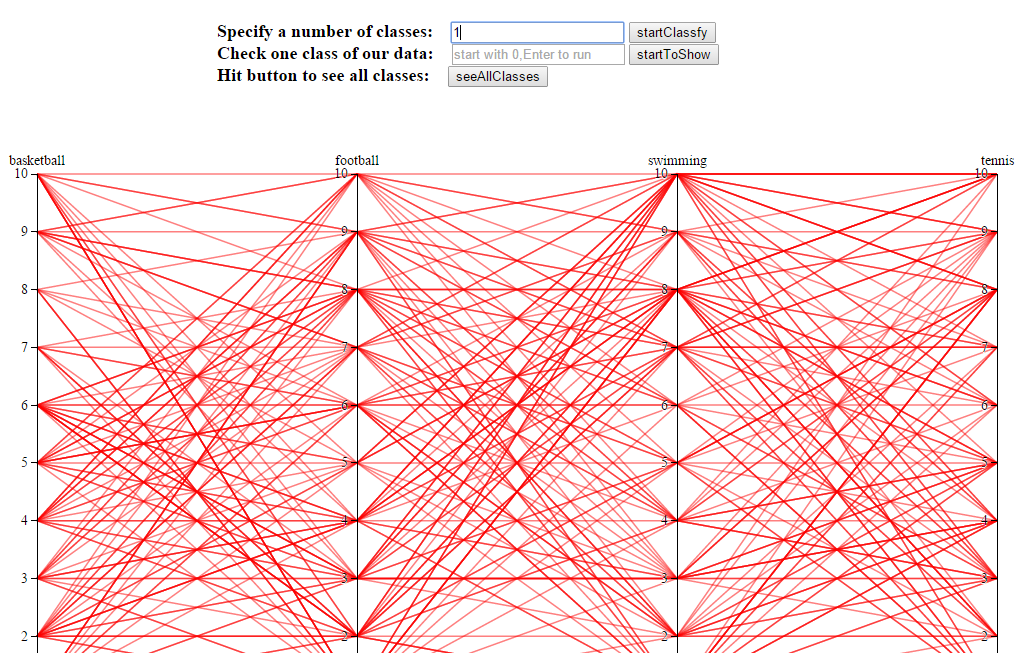 Specify a number of classes: 1 startClassfy
Check one class of our data: start with 0,Enter to run startToShow
Hit button to see all classes: seeAllClasses
basketball football swimming tennis
10 10 10 10
9 9 9 9
8 8 8 8
7 7 7 7
6 6 6 6
5 5 5 5
4 4 4 4
3 3 3 3
2 2 2 2